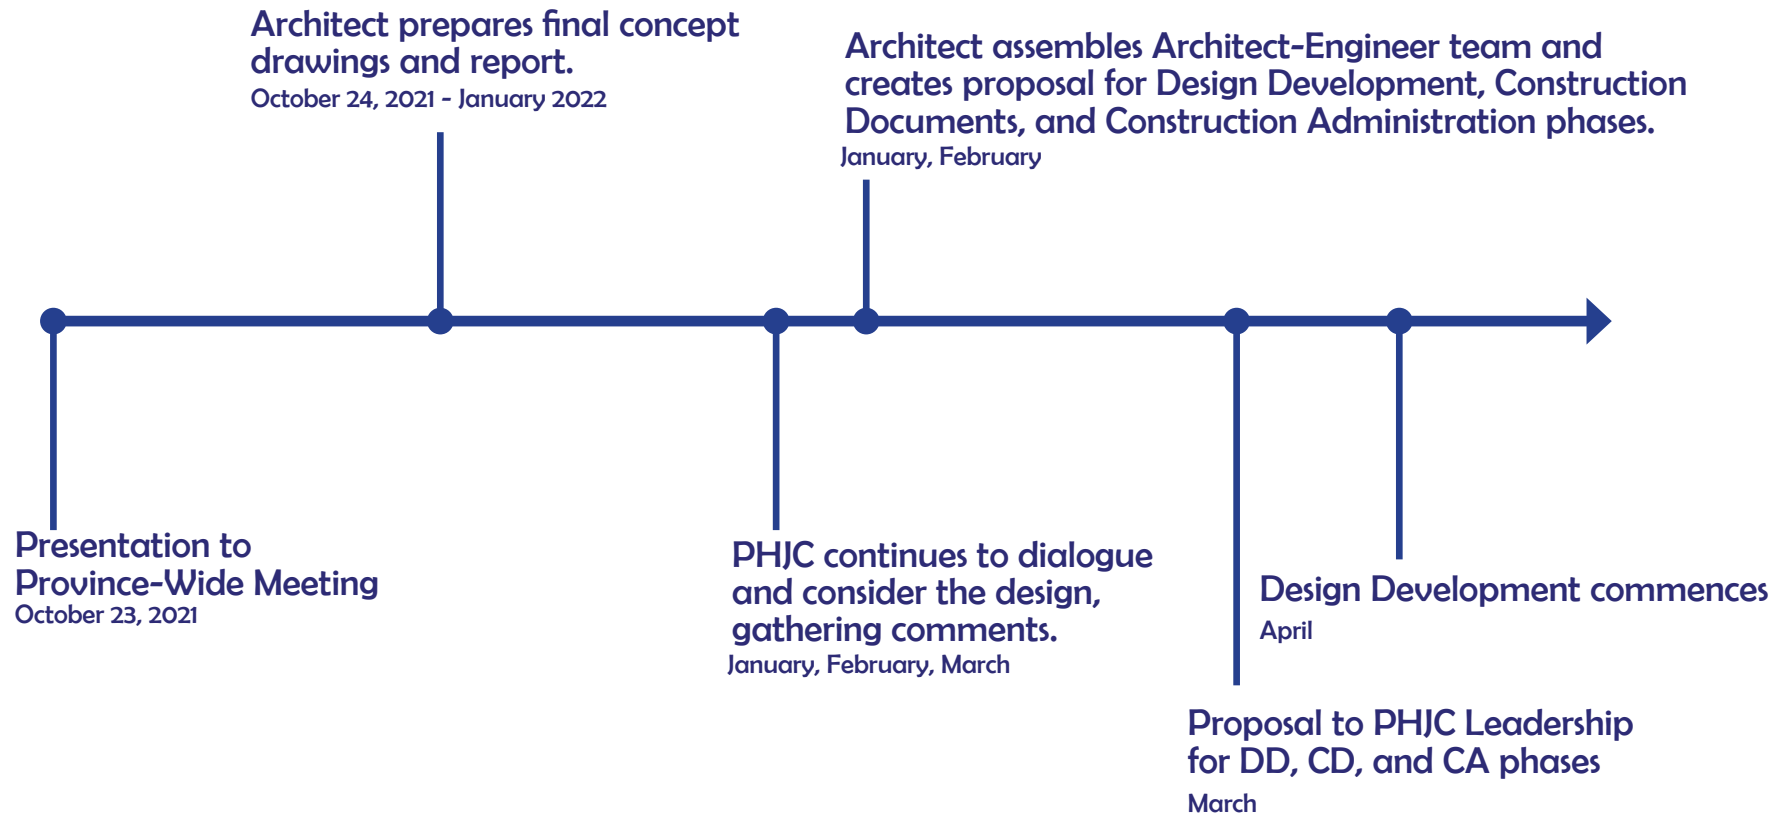 Architect prepares final concept
drawings and report.
October 24, 2021 - January 2022
Architect assembles Architect-Engineer team and
creates proposal for Design Development, Construction
Documents, and Construction Administration phases.
January, February
Presentation to
Province-Wide Meeting
October 23, 2021
PHJC continues to dialogue
and consider the design,
gathering comments.
January, February, March
Design Development commences
April
Proposal to PHJC Leadership
for DD, CD, and CA phases
March